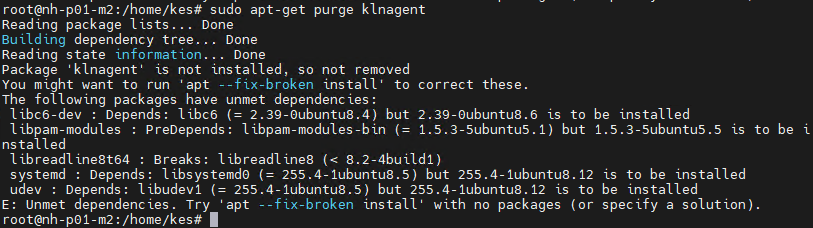 root@nh-p01-m2:/home/kes# sudo apt-get purge klnagent
Reading package lists... Done
Building dependency tree... Done
Reading state information... Done
Package 'klnagent' is not installed, so not removed
You might want to run 'apt --fix-broken install' to correct these.
The following packages have unmet dependencies:
 libc6-dev : Depends: libc6 (= 2.39-0ubuntu8.4) but 2.39-0ubuntu8.6 is to be installed
 libpam-modules : PreDepends: libpam-modules-bin (= 1.5.3-5ubuntu5.1) but 1.5.3-5ubuntu5.5 is to be i
nstalled
 libreadline8t64 : Breaks: libreadline8 (< 8.2-4build1)
 systemd : Depends: libsystemd0 (= 255.4-1ubuntu8.5) but 255.4-1ubuntu8.12 is to be installed
 udev : Depends: libudev1 (= 255.4-1ubuntu8.5) but 255.4-1ubuntu8.12 is to be installed
E: Unmet dependencies. Try 'apt --fix-broken install' with no packages (or specify a solution).
root@nh-p01-m2:/home/kes#